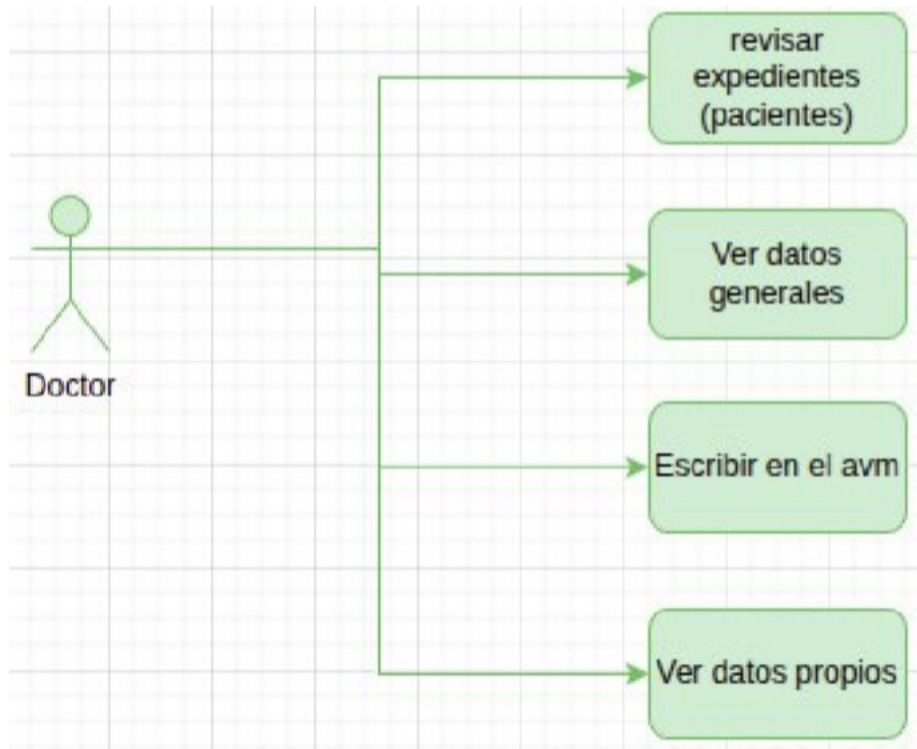 revisar
expedientes
(pacientes)
Ver datos
generales
Doctor
Escribir en el avm
Ver datos propios